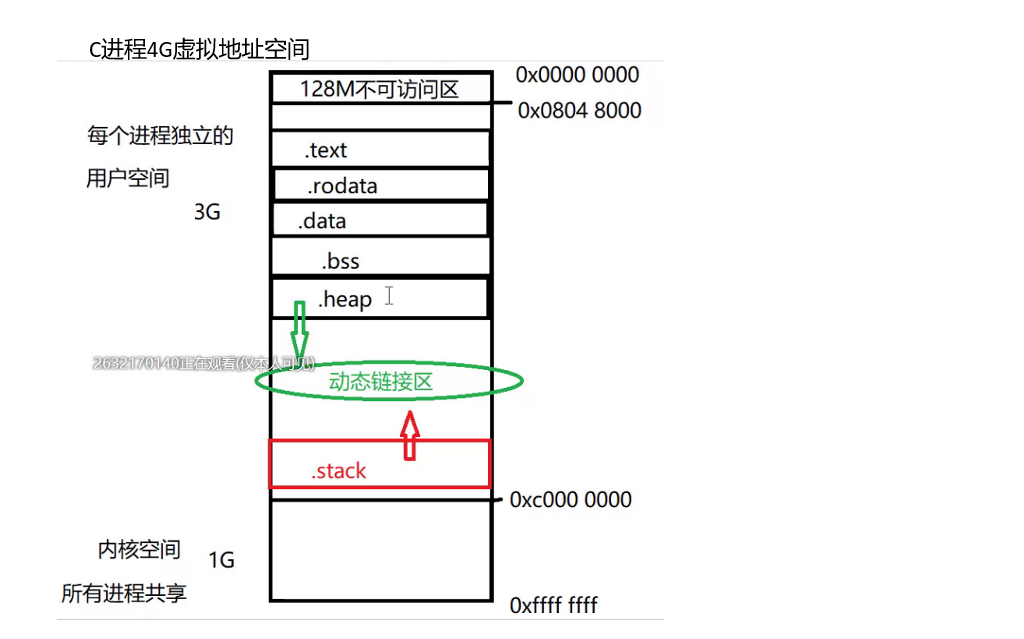 C进程4G虚拟地址空间
0x0000 0000
128M不可访问区
0x0804 8000
每个进程独立的
.text
用户空间
.rodata
3G
.data
.bss
.heap
2632170140正在观看(仅本人可见)
动态链接区
.stack
0xc000 0000
内核空间
1G
所有进程共享
0xffff ffff